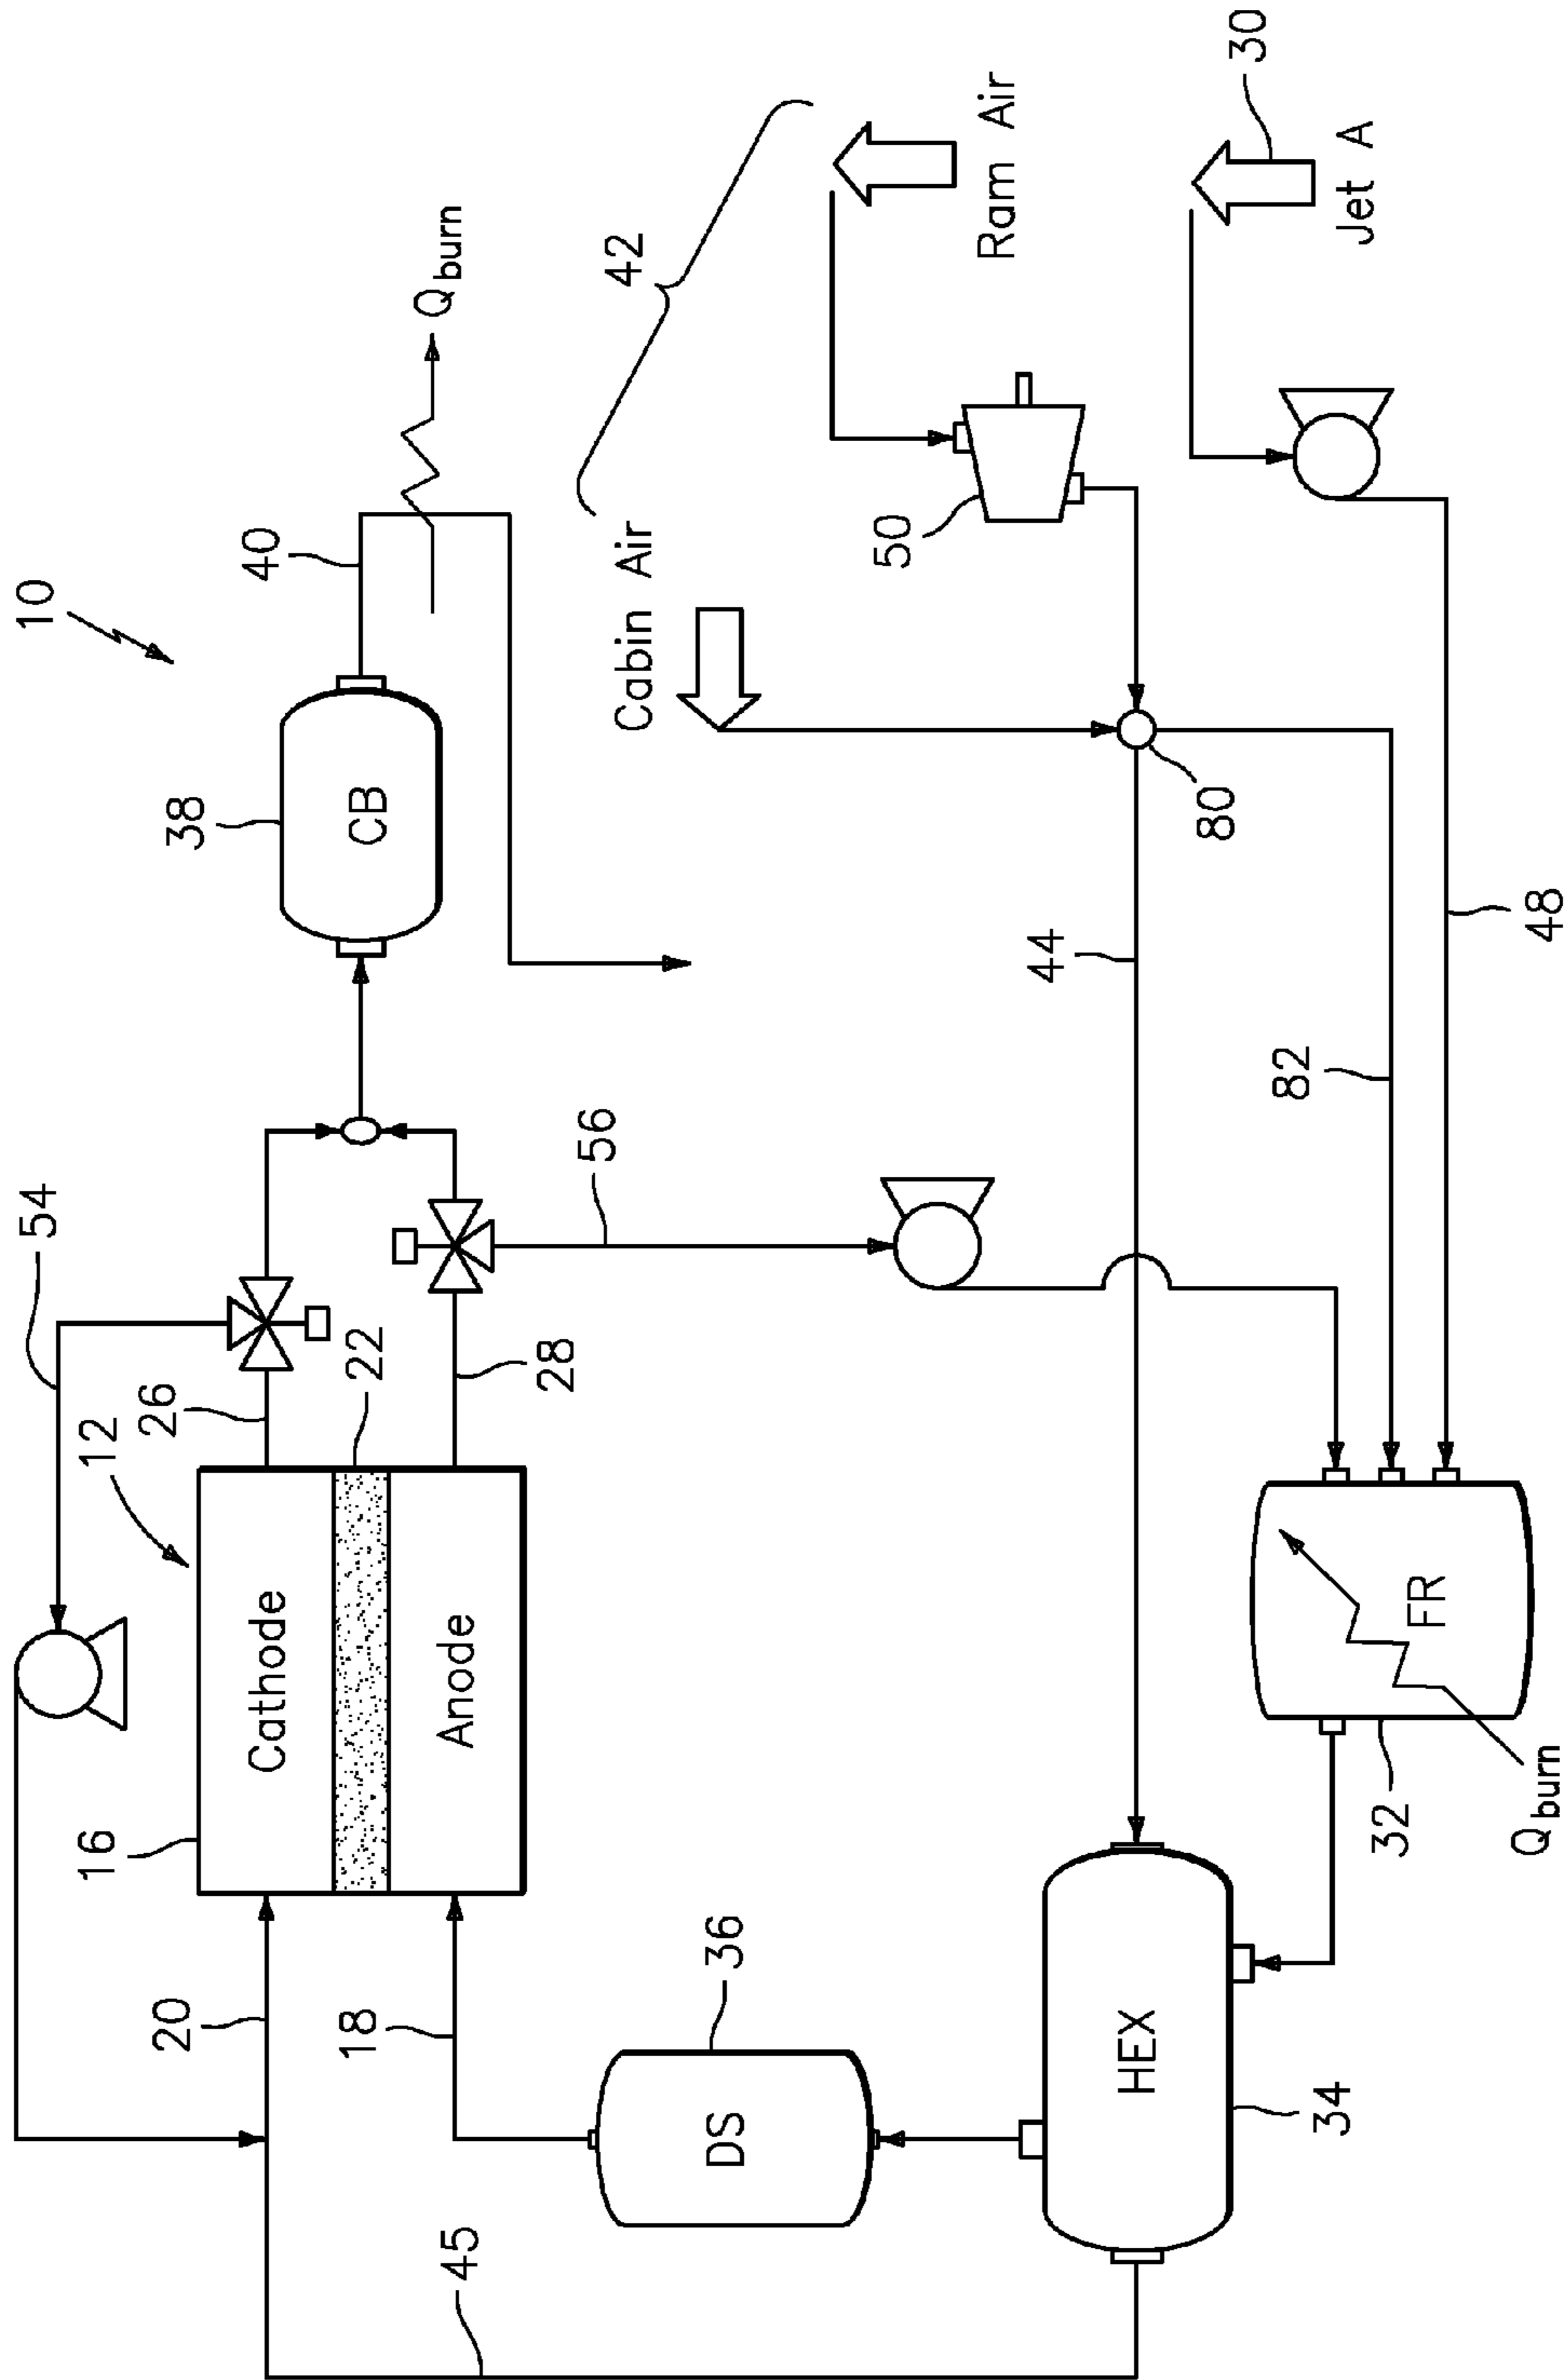 10
54
12
26
16
Cathode
22
20
18
Anode
28
56
38
CB
40
Q burn
42
Cabin Air
Ram Air
50
80
44
30
Jet A
82
48
36
DS
45
HEX
34
FR
32
Q burn